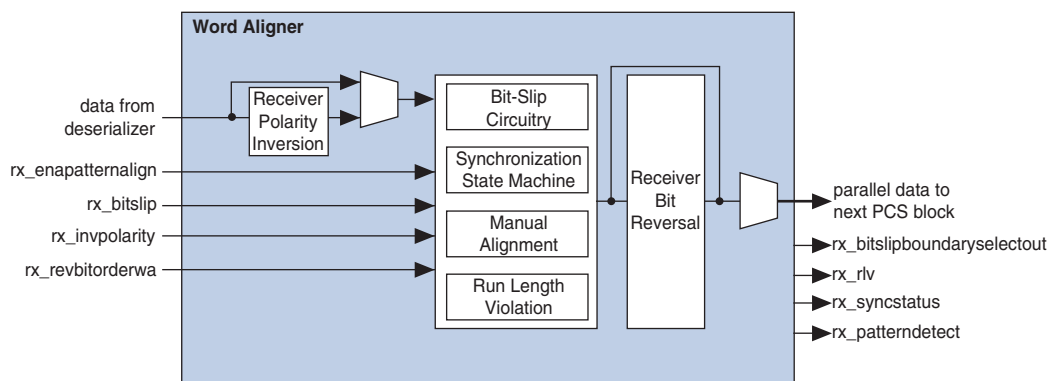 Word Aligner
data from
deserializer
Receiver
Polarity
Inversion
Bit-Slip
Circuitry
rx_enapatternalign
Synchronization
State Machine
rx_bitslip
rx_invpolarity
Manual
Alignment
rx_revbitorderwa
Run Length
Violation
Receiver
Bit
Reversal
parallel data to
next PCS block
rx_bitslipboundaryselectout
rx_rlv
rx_syncstatus
rx_patterndetect